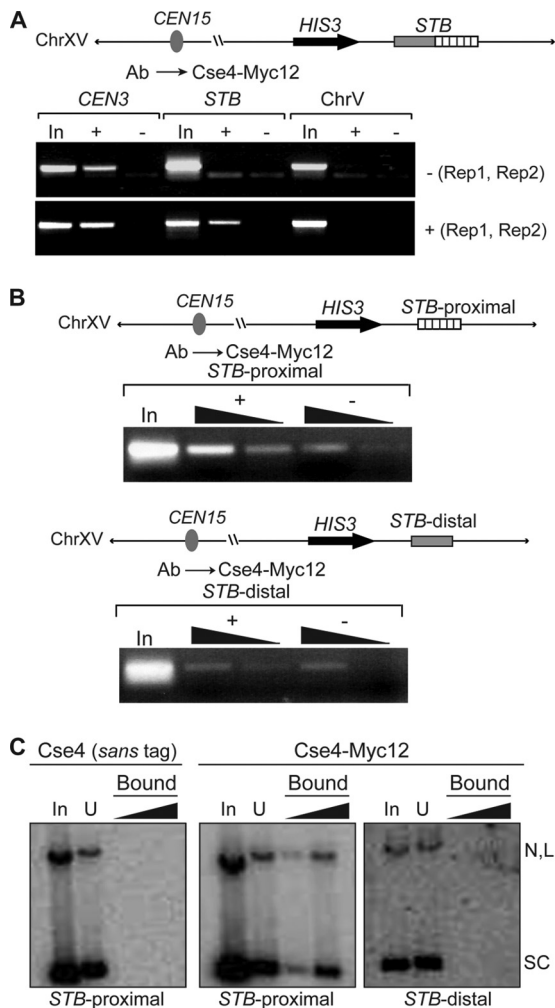 A
CEN15 HIS3 STB
ChrXV
Ab → Cse4-Myc12
CEN3 STB ChrV
In + - In + - In + -
- (Rep1, Rep2)
+ (Rep1, Rep2)
B
CEN15 HIS3 STB-proximal
ChrXV
Ab → Cse4-Myc12
STB-proximal
In + -
CEN15 HIS3 STB-distal
ChrXV
Ab → Cse4-Myc12
STB-distal
In + -
C
Cse4 (sans tag) Cse4-Myc12
Bound Bound Bound
In U In U In U
N,L
SC
STB-proximal STB-proximal STB-distal